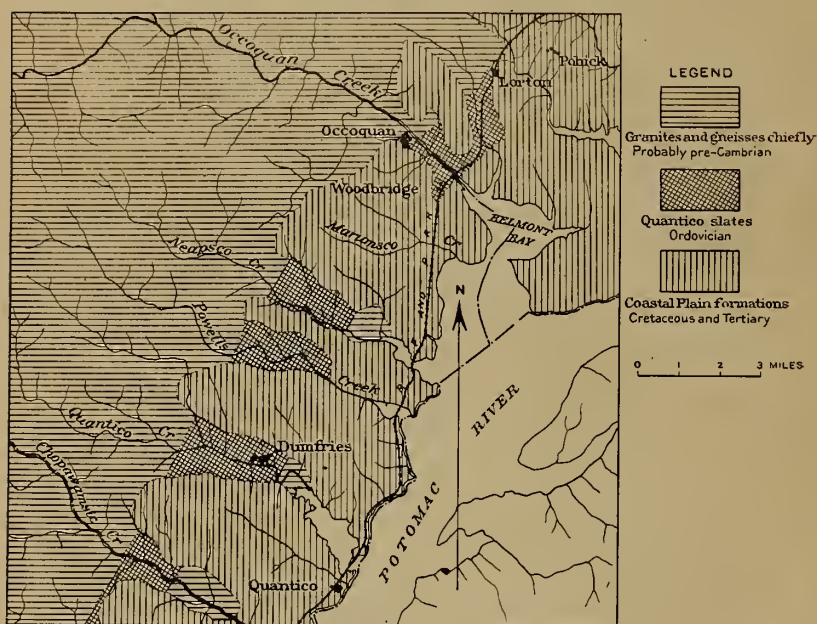 Occoquan
Creek
Lorton
Pohick
Occoquan
Woodbridge
BELMONT
BAY
Marumsco Cr
Neapsco Cr
R F AND P R R
N
Powells
Creek
RIVER
Quantico Cr
Dumfries
Chopawamsic Cr
POTOMAC
Quantico
LEGEND
Granites and gneisses chiefly
Probably pre-Cambrian
Quantico slates
Ordovician
Coastal Plain formations
Cretaceous and Tertiary
0 1 2 3 MILES